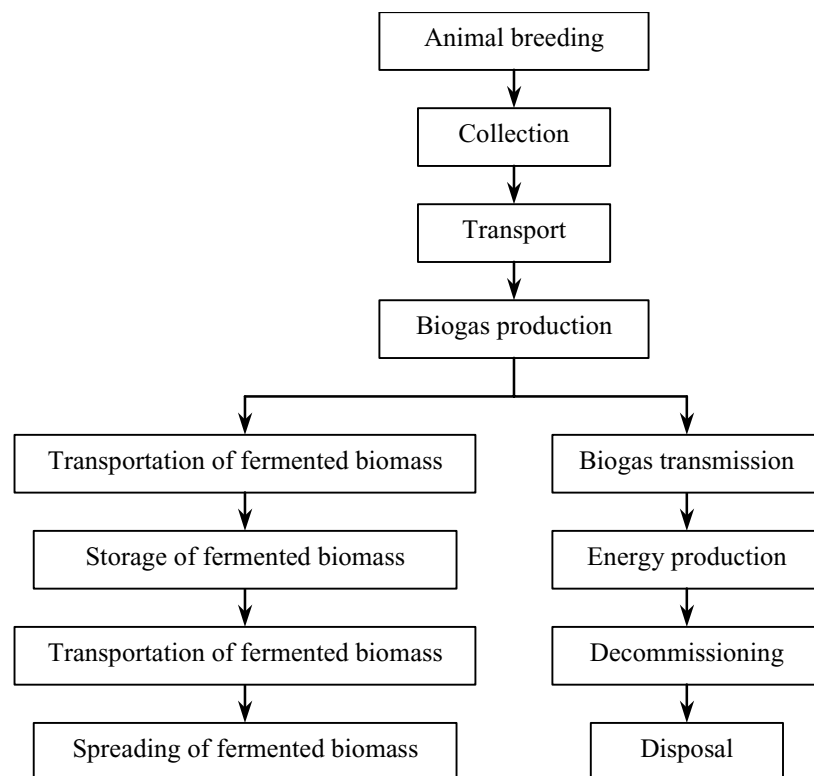 Animal breeding
Collection
Transport
Biogas production
Transportation of fermented biomass
Storage of fermented biomass
Transportation of fermented biomass
Spreading of fermented biomass
Biogas transmission
Energy production
Decommissioning
Disposal